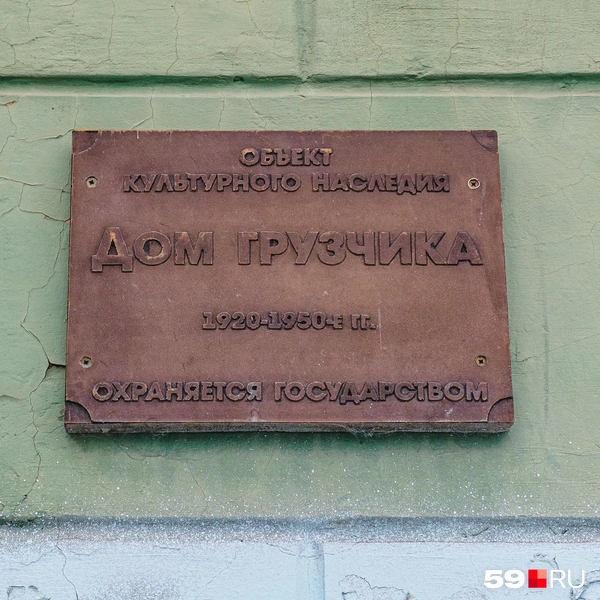 ОБЪЕКТ
КУЛЬТУРНОГО НАСЛЕДИЯ
ДОМ ГРУЗЧИКА
1920-1950-Е ГГ.
ОХРАНЯЕТСЯ ГОСУДАРСТВОМ
59.RU